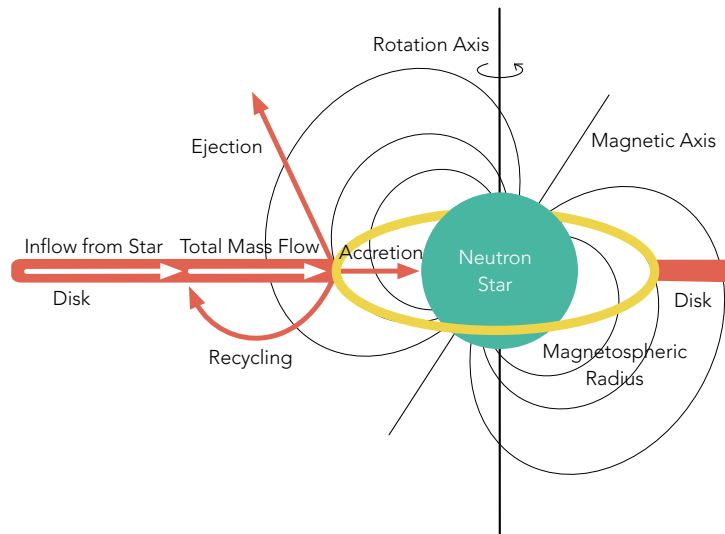 Rotation Axis
Magnetic Axis
Ejection
Inflow from Star
Total Mass Flow
Accretion
Neutron
Star
Disk
Disk
Recycling
Magnetospheric
Radius